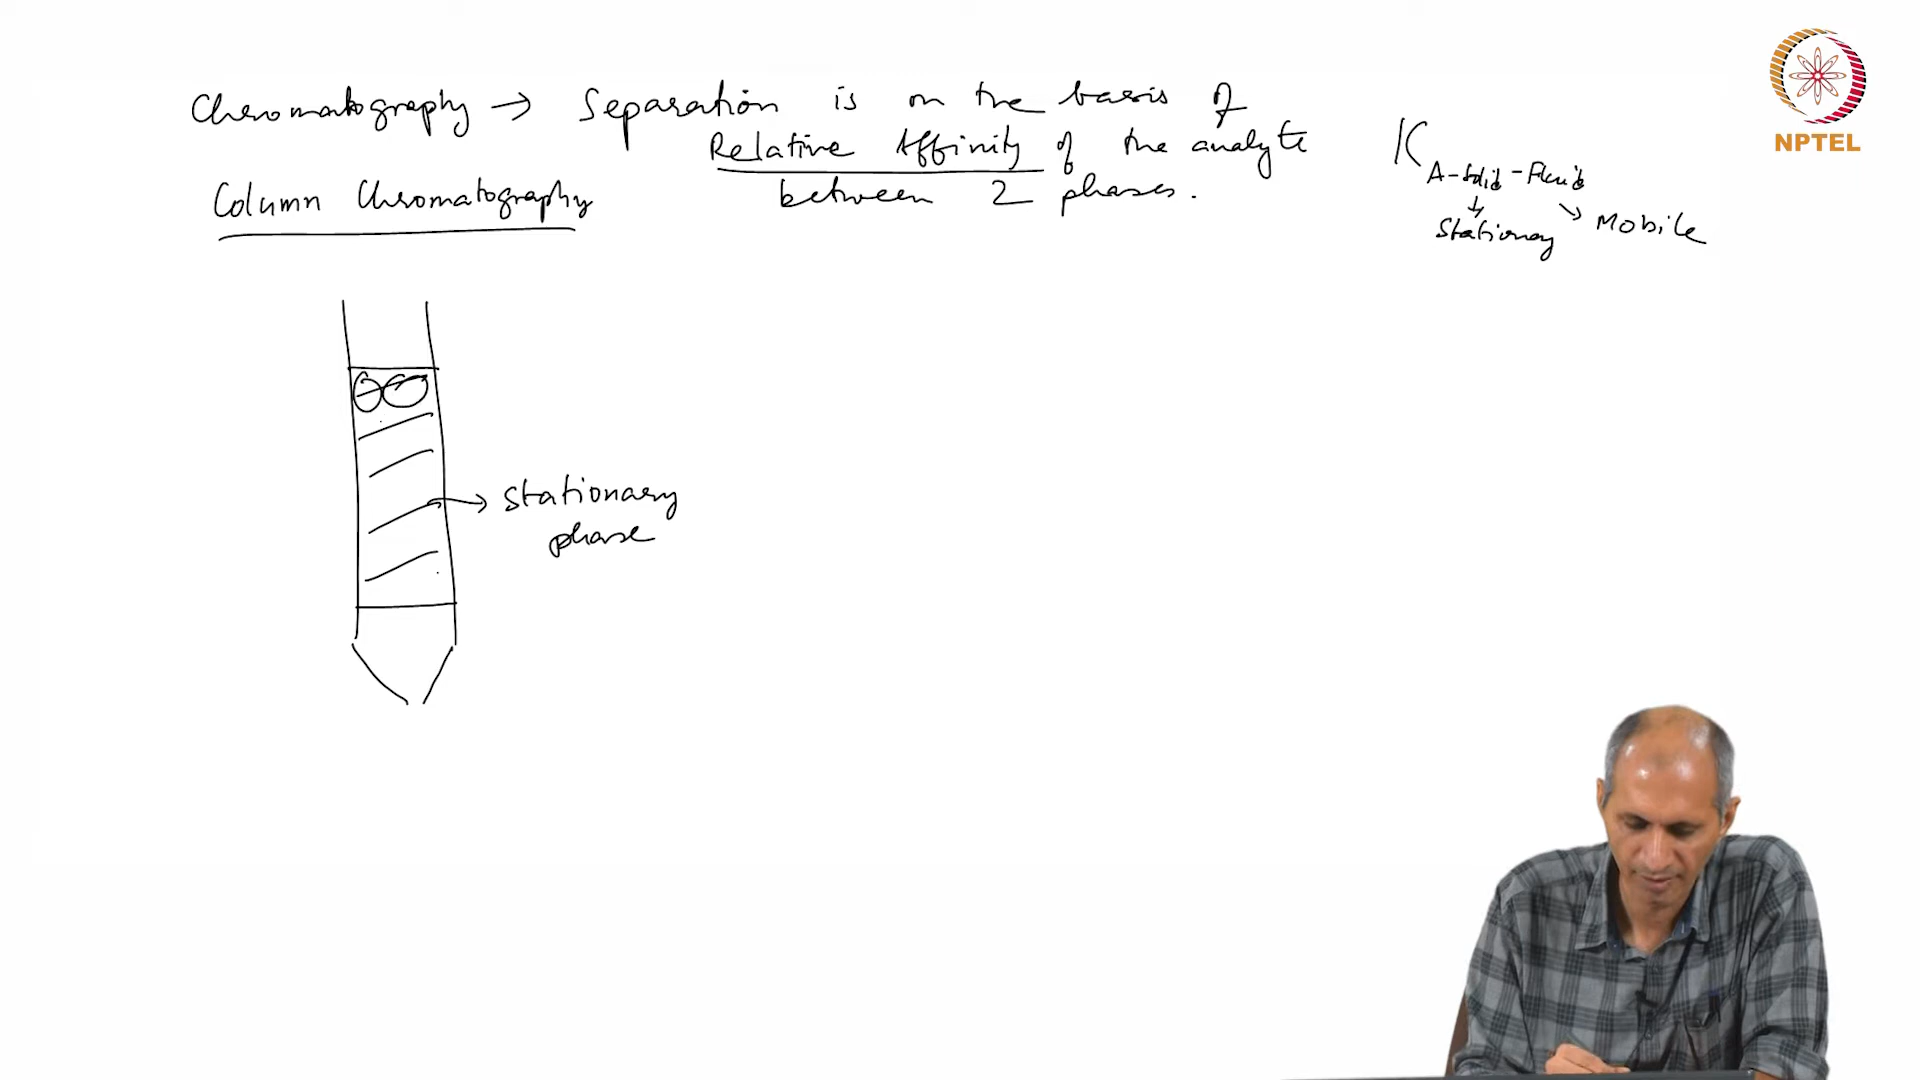 Chromatography → Separation is on the basis of
Relative Affinity of the analyte
between 2 phases.
Column Chromatography
K A-solid-Fluid
Stationary Mobile
Stationary
phase
NPTEL